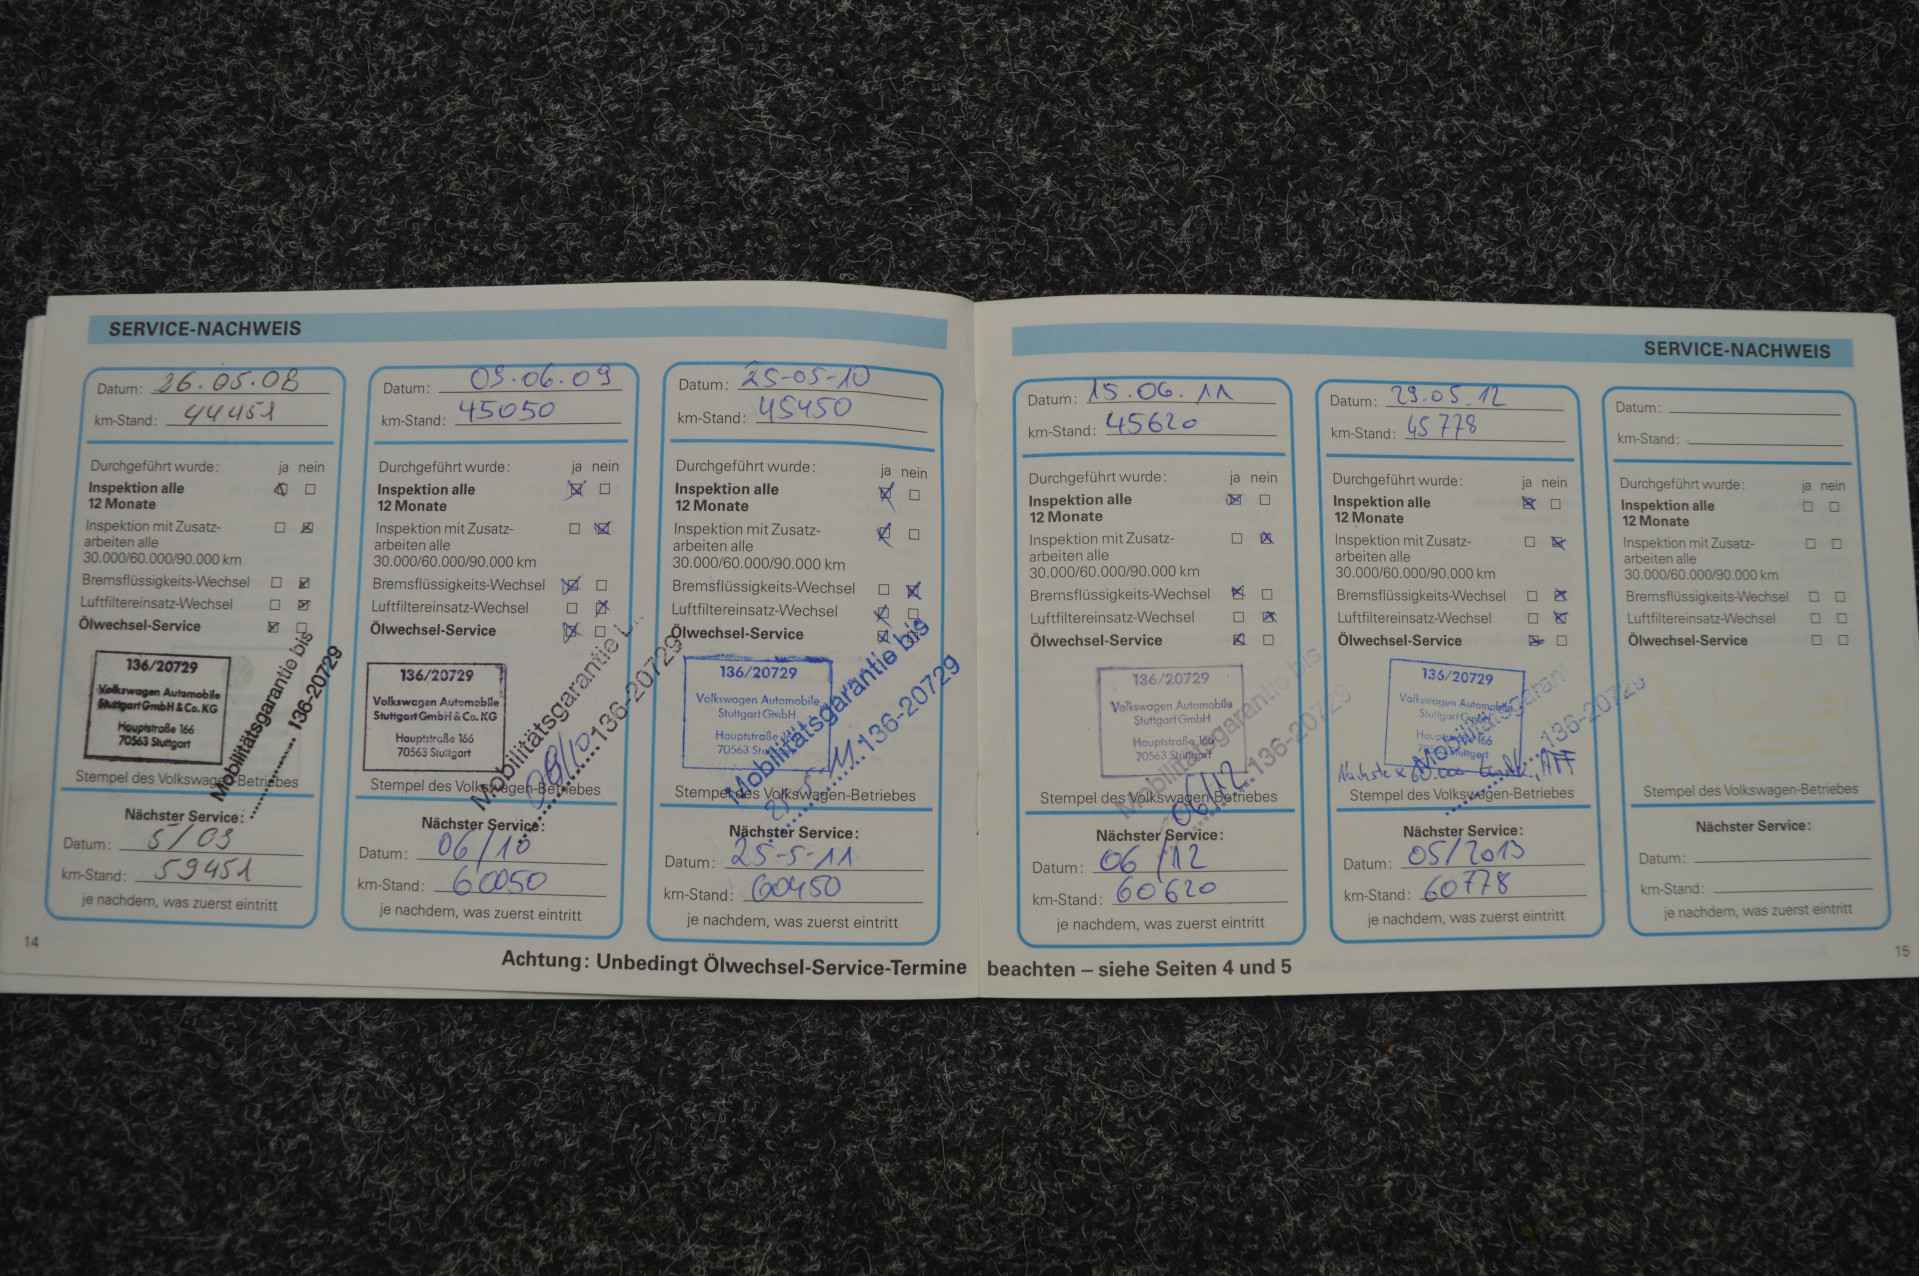 SERVICE-NACHWEIS
Datum: 26.05.08
km-Stand: 44451
Durchgeführt wurde: ja nein
Inspektion alle
12 Monate
Inspektion mit Zusatz-
arbeiten alle
30.000/60.000/90.000 km
Bremsflüssigkeits-Wechsel
Luftfiltereinsatz-Wechsel
Ölwechsel-Service
136/20729
Volkswagen Automobile
Stuttgart GmbH & Co. KG
Hauptstraße 166
70563 Stuttgart
Mobilitätsgarantie bis
136-20729
Stempel des Volkswagen-Betriebes
Nächster Service:
Datum: 5/09
km-Stand: 59451
je nachdem, was zuerst eintritt
14
Datum: 09.06.09
km-Stand: 45050
Durchgeführt wurde: ja nein
Inspektion alle
12 Monate
Inspektion mit Zusatz-
arbeiten alle
30.000/60.000/90.000 km
Bremsflüssigkeits-Wechsel
Luftfiltereinsatz-Wechsel
Ölwechsel-Service
136/20729
Volkswagen Automobile
Stuttgart GmbH & Co. KG
Hauptstraße 166
70563 Stuttgart
Mobilitätsgarantie
136-20729
Stempel des Volkswagen-Betriebes
Nächster Service:
Datum: 06/10
km-Stand: 60050
je nachdem, was zuerst eintritt
Datum: 25-05-10
km-Stand: 45450
Durchgeführt wurde: ja nein
Inspektion alle
12 Monate
Inspektion mit Zusatz-
arbeiten alle
30.000/60.000/90.000 km
Bremsflüssigkeits-Wechsel
Luftfiltereinsatz-Wechsel
Ölwechsel-Service
136/20729
Volkswagen Automobile
Stuttgart GmbH
Hauptstraße 166
70563 Stuttgart
Mobilitätsgarantie bis
25-5-11 136-20729
Stempel des Volkswagen-Betriebes
Nächster Service:
Datum: 25-5-11
km-Stand: 60450
je nachdem, was zuerst eintritt
Achtung: Unbedingt Ölwechsel-Service-Termine beachten – siehe Seiten 4 und 5
SERVICE-NACHWEIS
Datum: 15.06.11
km-Stand: 45620
Durchgeführt wurde: ja nein
Inspektion alle
12 Monate
Inspektion mit Zusatz-
arbeiten alle
30.000/60.000/90.000 km
Bremsflüssigkeits-Wechsel
Luftfiltereinsatz-Wechsel
Ölwechsel-Service
136/20729
Volkswagen Automobile
Stuttgart GmbH
Hauptstraße 166
70563 Stuttgart
Mobilitätsgarantie bis
06/12 136-20729
Stempel des Volkswagen-Betriebes
Nächster Service:
Datum: 06/12
km-Stand: 60620
je nachdem, was zuerst eintritt
Datum: 29.05.12
km-Stand: 45778
Durchgeführt wurde: ja nein
Inspektion alle
12 Monate
Inspektion mit Zusatz-
arbeiten alle
30.000/60.000/90.000 km
Bremsflüssigkeits-Wechsel
Luftfiltereinsatz-Wechsel
Ölwechsel-Service
136/20729
Volkswagen Automobile
Stuttgart GmbH
Hauptstraße 166
70563 Stuttgart
136-20729
Stempel des Volkswagen-Betriebes
Nächster Service:
Datum: 05/2013
km-Stand: 60778
je nachdem, was zuerst eintritt
Datum:
km-Stand:
Durchgeführt wurde: ja nein
Inspektion alle
12 Monate
Inspektion mit Zusatz-
arbeiten alle
30.000/60.000/90.000 km
Bremsflüssigkeits-Wechsel
Luftfiltereinsatz-Wechsel
Ölwechsel-Service
Stempel des Volkswagen-Betriebes
Nächster Service:
Datum:
km-Stand:
je nachdem, was zuerst eintritt
15